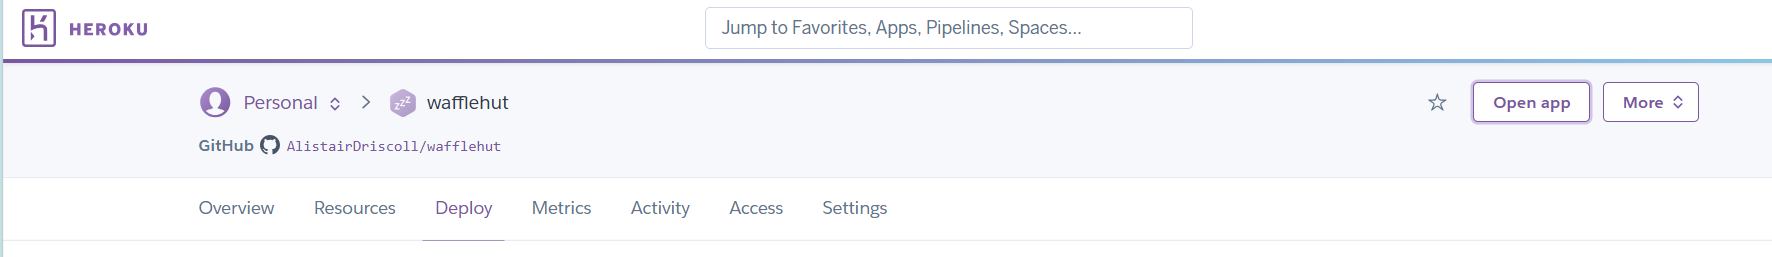 HEROKU
Jump to Favorites, Apps, Pipelines, Spaces...
Personal > zzz wafflehut
Open app
More
GitHub AlistairDriscoll/wafflehut
Overview Resources Deploy Metrics Activity Access Settings